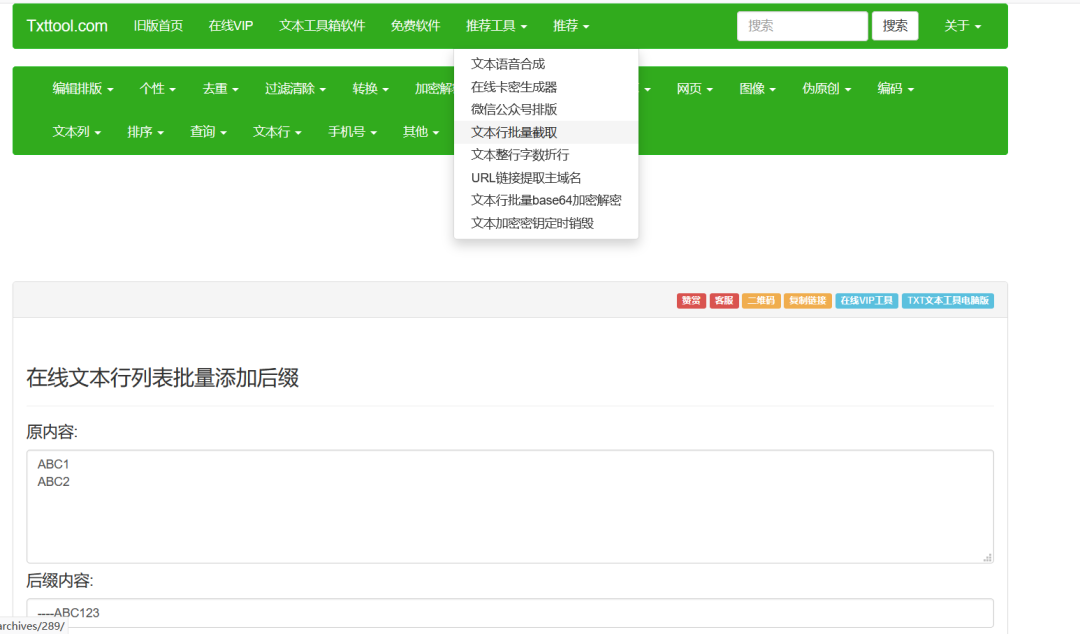 Txttool.com 旧版首页 在线VIP 文本工具箱软件 免费软件 推荐工具 推荐 搜索 搜索 关于
文本语音合成
编辑排版 个性 去重 过滤清除 转换 加密解 网页 图像 伪原创 编码
在线卡密生成器
微信公众号排版
文本列 排序 查询 文本行 手机号 其他
文本行批量截取
文本整行字数折行
URL链接提取主域名
文本行批量base64加密解密
文本加密密钥定时销毁
赞赏 客服 二维码 复制链接 在线VIP工具 TXT文本工具电脑版
在线文本行列表批量添加后缀
原内容:
ABC1
ABC2
后缀内容:
----ABC123
archives/289/